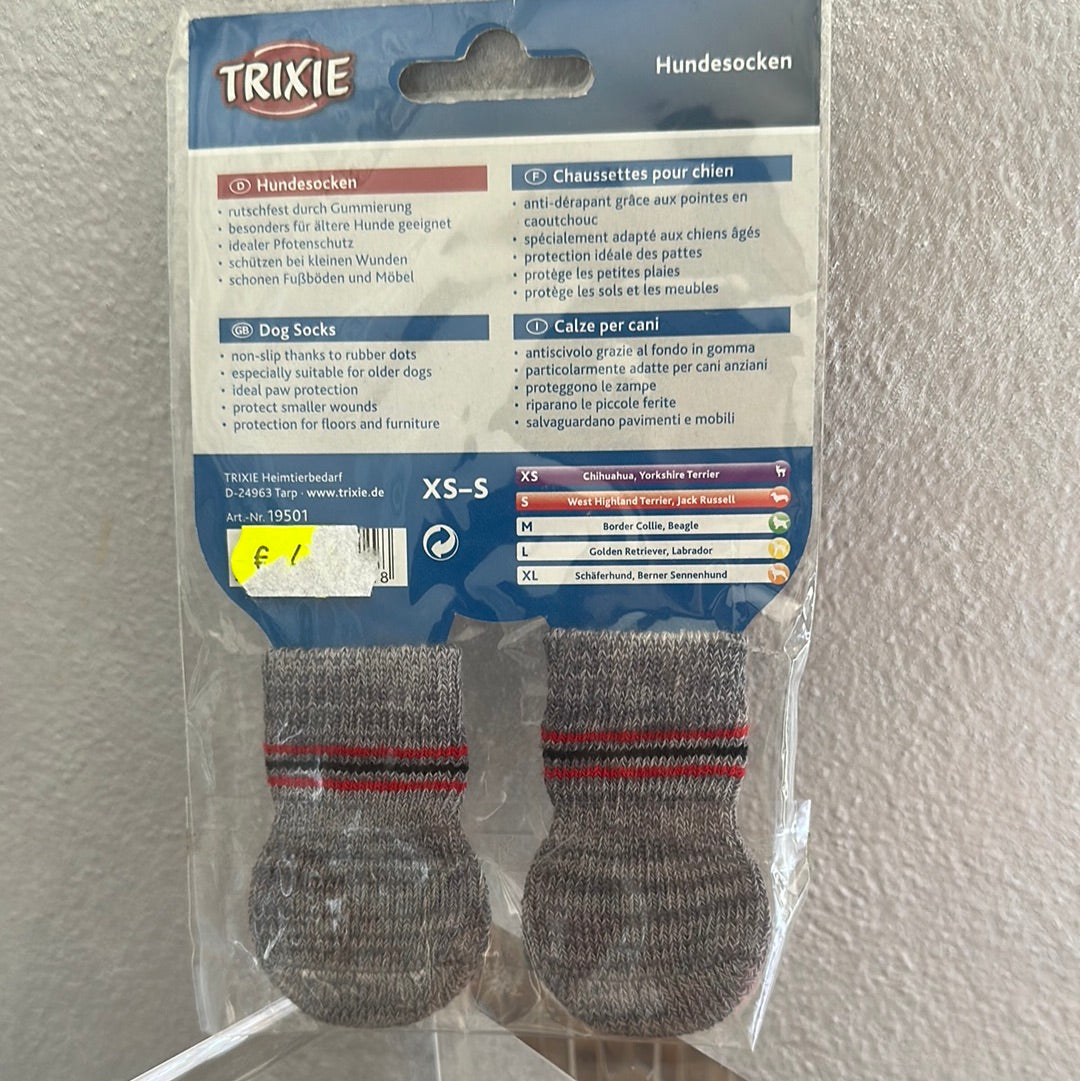 TRIXIE
Hundesocken
D Hundesocken
• rutschfest durch Gummierung
• besonders für ältere Hunde geeignet
• idealer Pfotenschutz
• schützen bei kleinen Wunden
• schonen Fußböden und Möbel
F Chaussettes pour chien
• anti-dérapant grâce aux pointes en
caoutchouc
• spécialement adapté aux chiens âgés
• protection idéale des pattes
• protège les petites plaies
• protège les sols et les meubles
GB Dog Socks
• non-slip thanks to rubber dots
• especially suitable for older dogs
• ideal paw protection
• protect smaller wounds
• protection for floors and furniture
I Calze per cani
• antiscivolo grazie al fondo in gomma
• particolarmente adatte per cani anziani
• proteggono le zampe
• riparano le piccole ferite
• salvaguardano pavimenti e mobili
TRIXIE Heimtierbedarf
D-24963 Tarp · www.trixie.de
Art.-Nr. 19501
€
8
XS–S
XS Chihuahua, Yorkshire Terrier
S West Highland Terrier, Jack Russell
M Border Collie, Beagle
L Golden Retriever, Labrador
XL Schäferhund, Berner Sennenhund